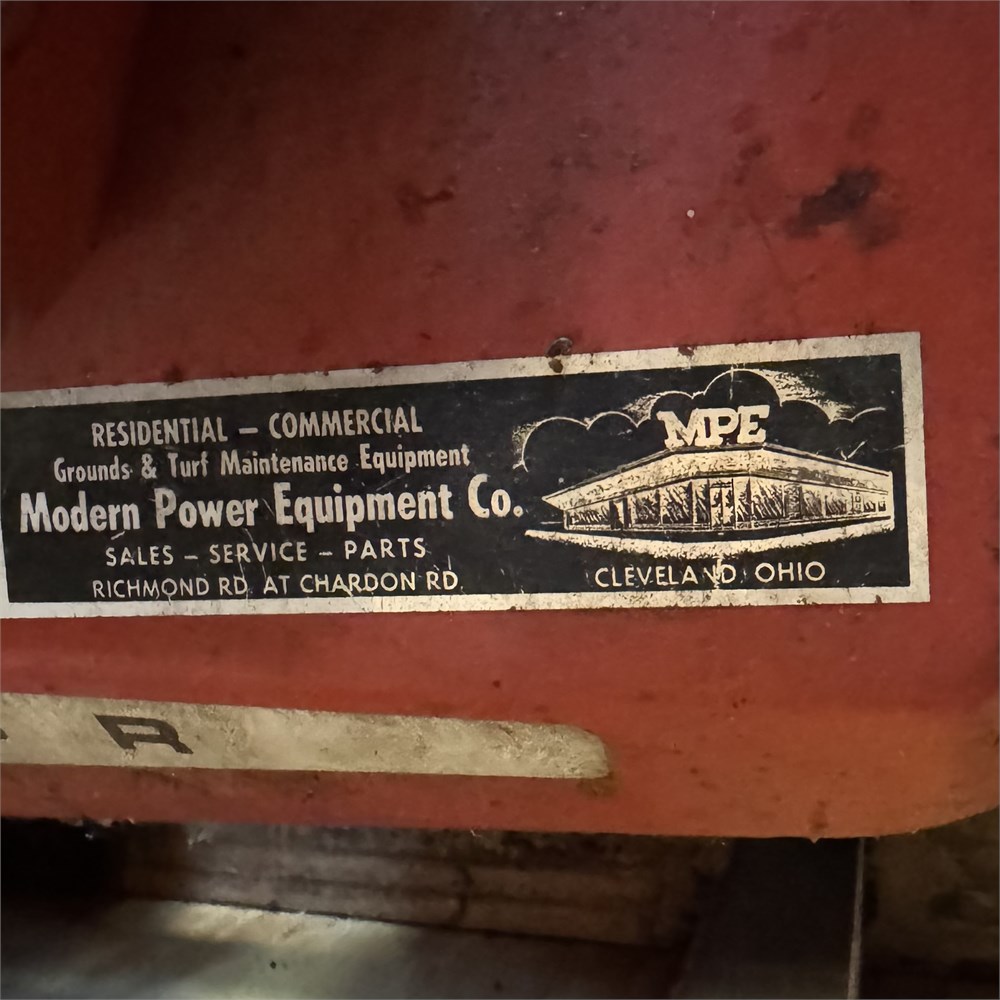 RESIDENTIAL – COMMERCIAL
Grounds & Turf Maintenance Equipment
Modern Power Equipment Co.
SALES – SERVICE – PARTS
RICHMOND RD. AT CHARDON RD.
MPE
CLEVELAND, OHIO
R